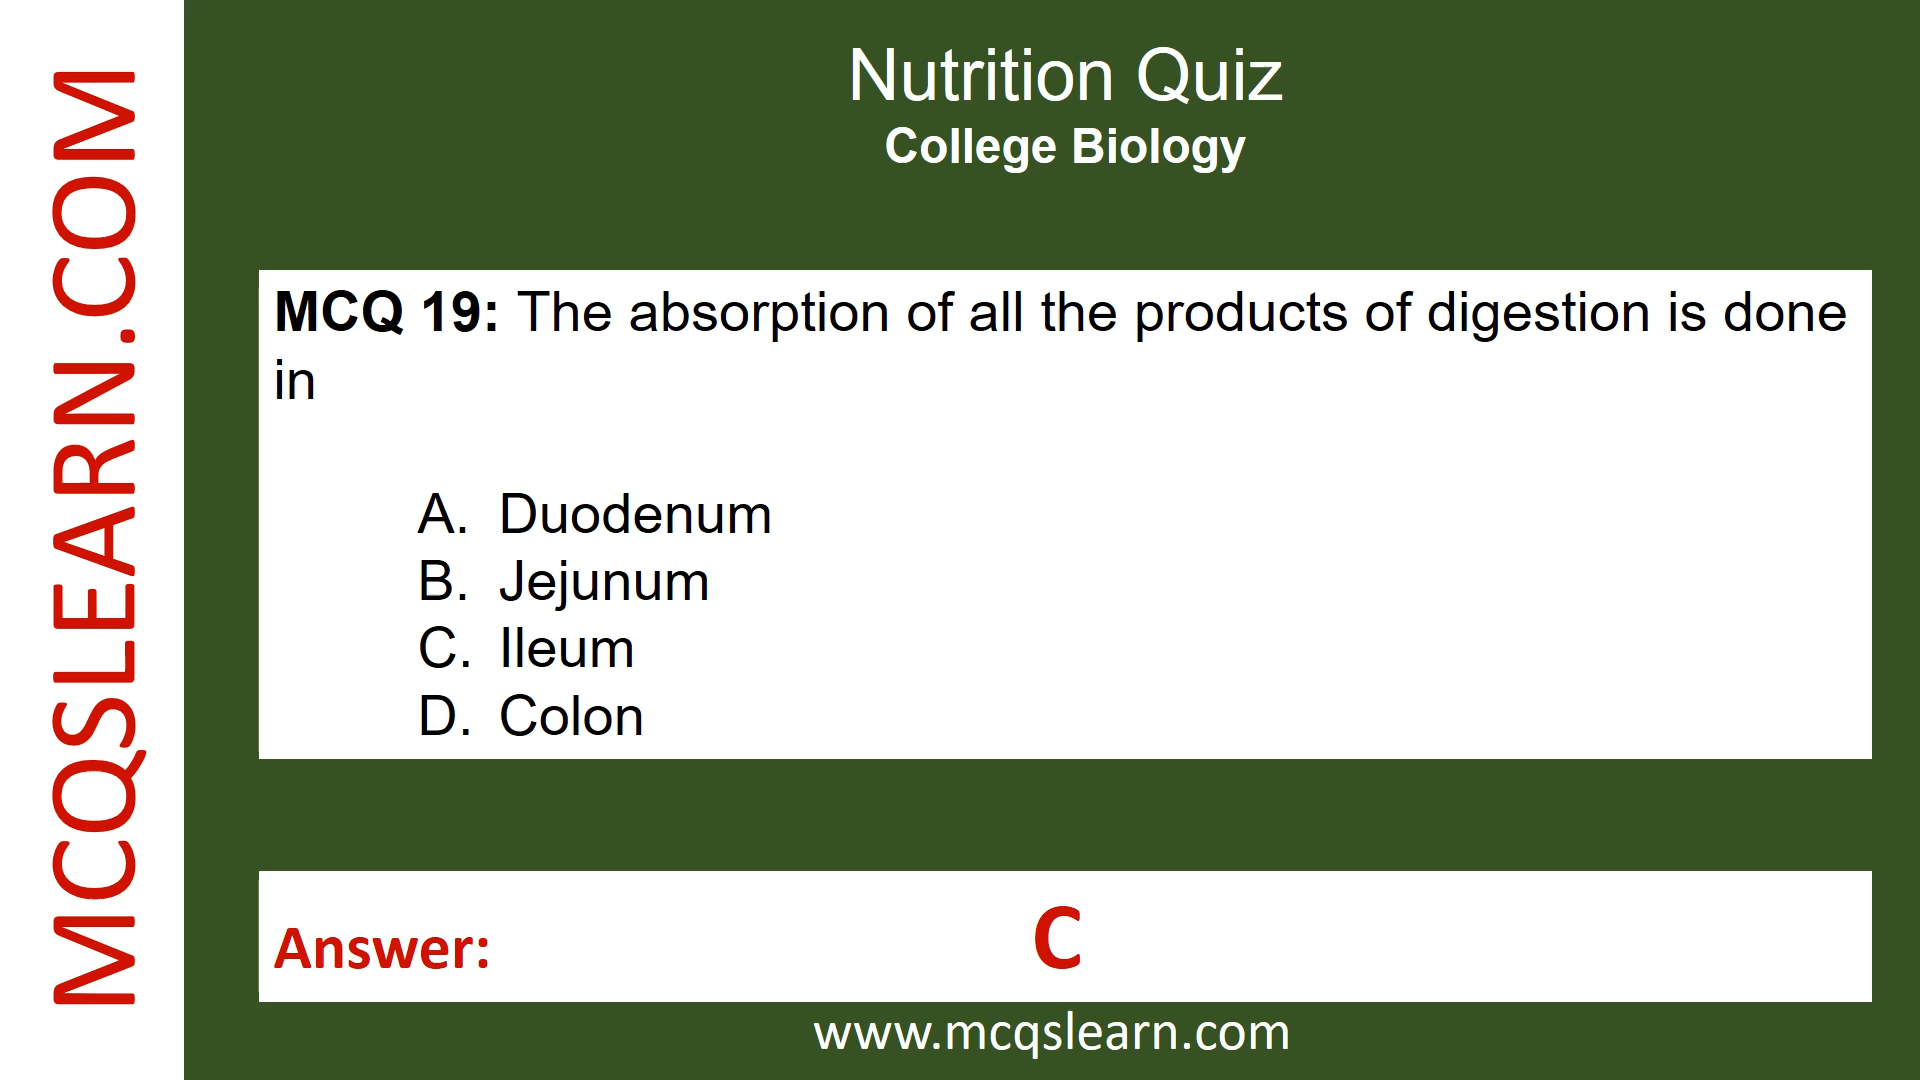 MCQSLEARN.COM
Nutrition Quiz
College Biology
MCQ 19: The absorption of all the products of digestion is done
in
A. Duodenum
B. Jejunum
C. Ileum
D. Colon
Answer: C
www.mcqslearn.com